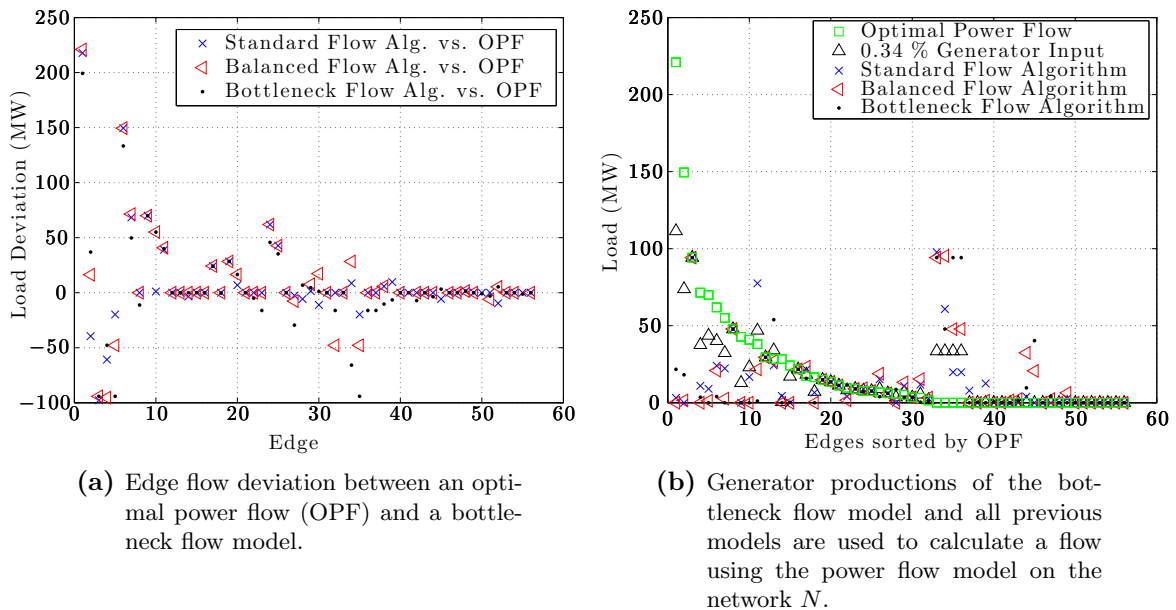 250
200
150
100
50
0
−50
−100
0
10
20
30
40
50
60
Load Deviation (MW)
Edge
Standard Flow Alg. vs. OPF
Balanced Flow Alg. vs. OPF
Bottleneck Flow Alg. vs. OPF
(a) Edge flow deviation between an opti-
mal power flow (OPF) and a bottle-
neck flow model.
250
200
150
100
50
0
0
10
20
30
40
50
60
Load (MW)
Edges sorted by OPF
Optimal Power Flow
0.34 % Generator Input
Standard Flow Algorithm
Balanced Flow Algorithm
Bottleneck Flow Algorithm
(b) Generator productions of the bot-
tleneck flow model and all previous
models are used to calculate a flow
using the power flow model on the
network N.